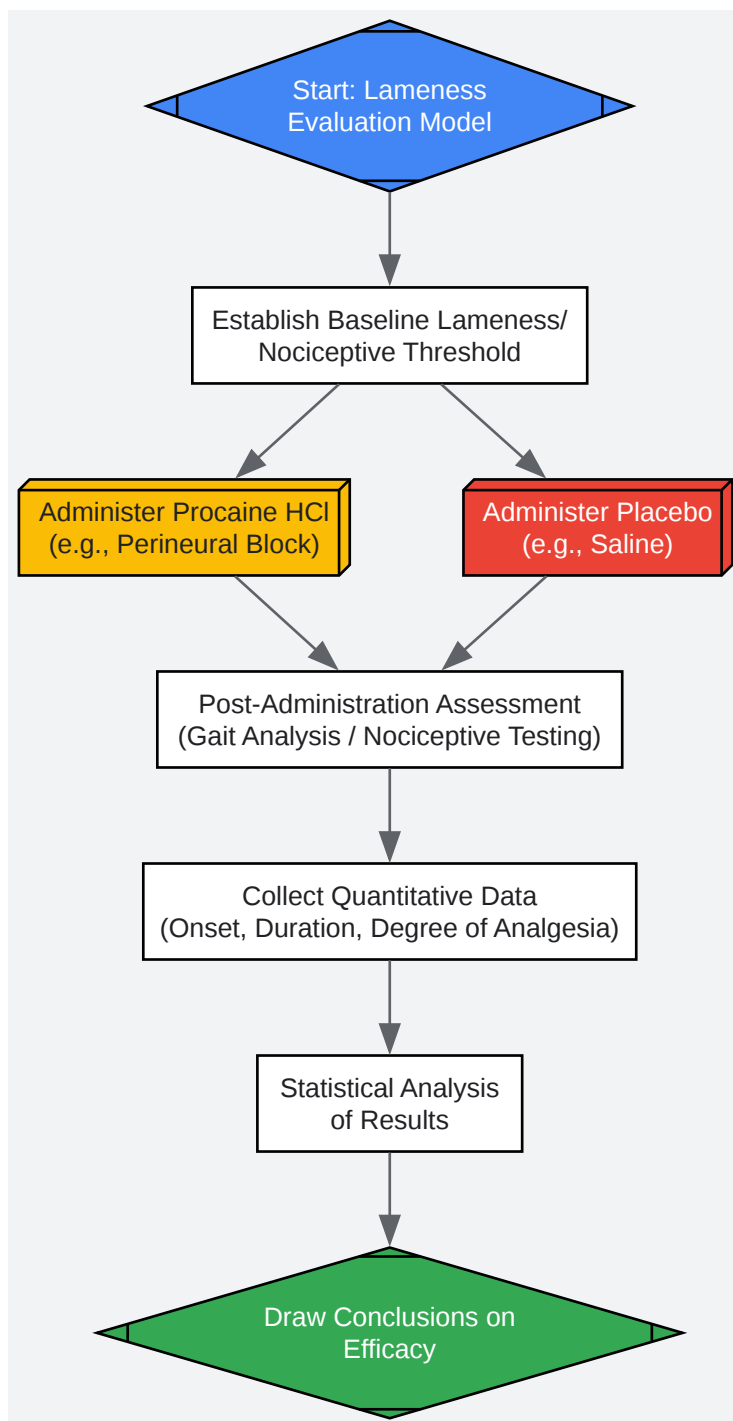 Start: Lameness
Evaluation Model
Establish Baseline Lameness/
Nociceptive Threshold
Administer Procaine HCl
(e.g., Perineural Block)
Administer Placebo
(e.g., Saline)
Post-Administration Assessment
(Gait Analysis / Nociceptive Testing)
Collect Quantitative Data
(Onset, Duration, Degree of Analgesia)
Statistical Analysis
of Results
Draw Conclusions on
Efficacy